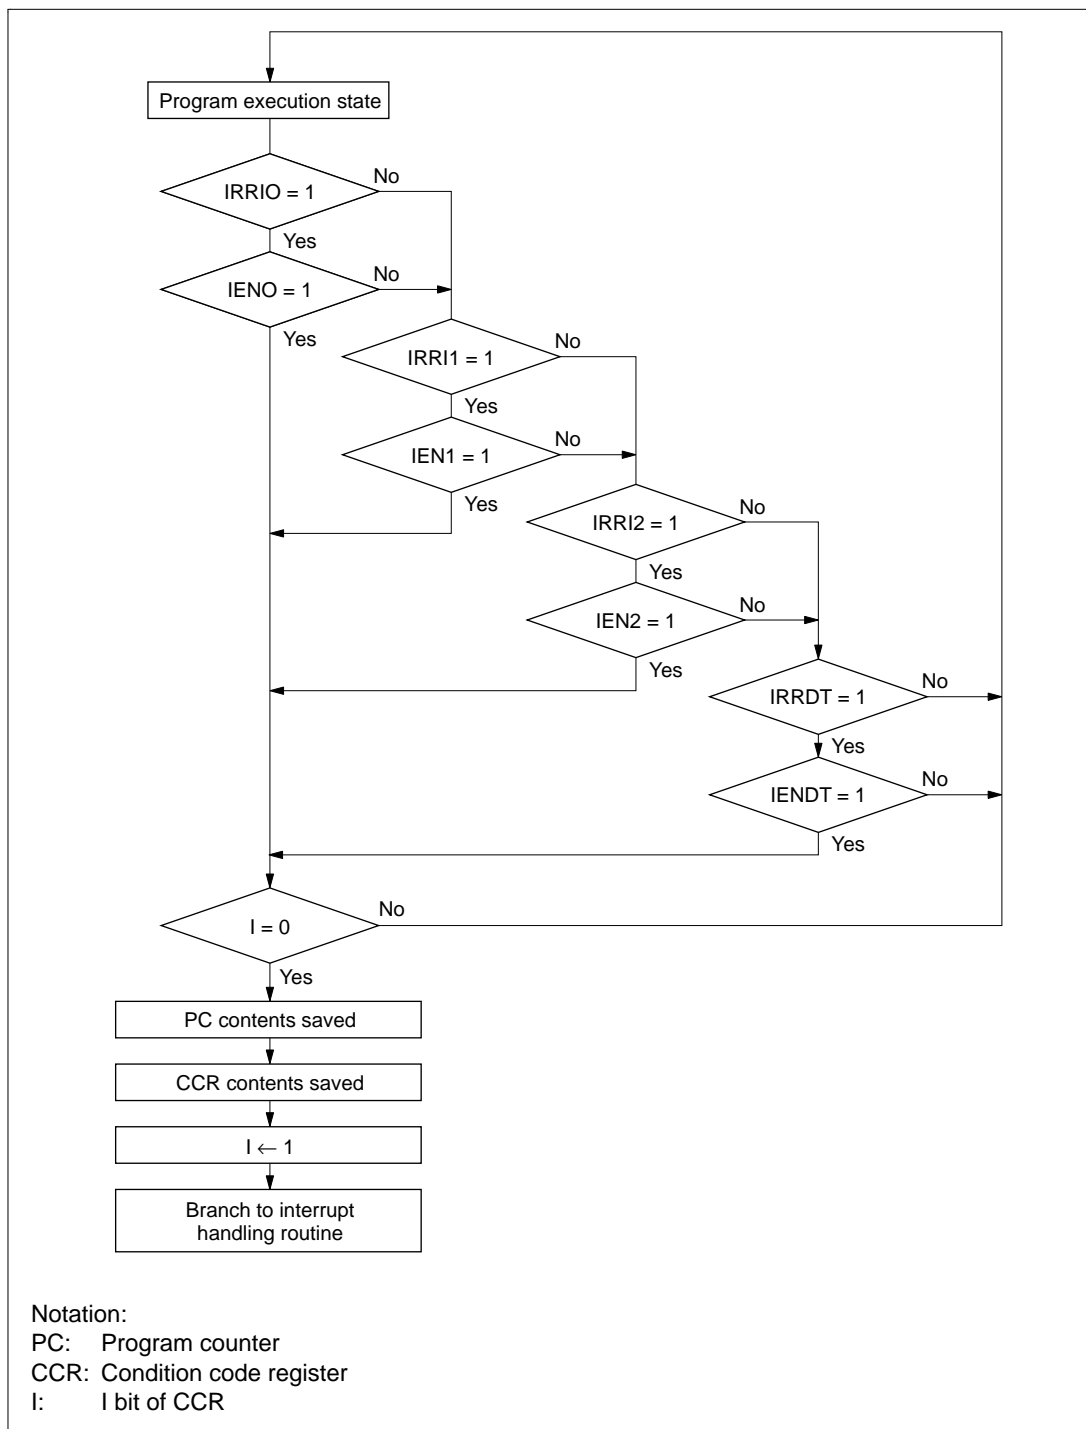 Program execution state
IRRIO = 1
No
Yes
IENO = 1
No
Yes
IRRI1 = 1
No
Yes
IEN1 = 1
No
Yes
IRRI2 = 1
No
Yes
IEN2 = 1
No
Yes
IRRDT = 1
No
Yes
IENDT = 1
No
Yes
I = 0
No
Yes
PC contents saved
CCR contents saved
I ← 1
Branch to interrupt
handling routine
Notation:
PC: Program counter
CCR: Condition code register
I: I bit of CCR